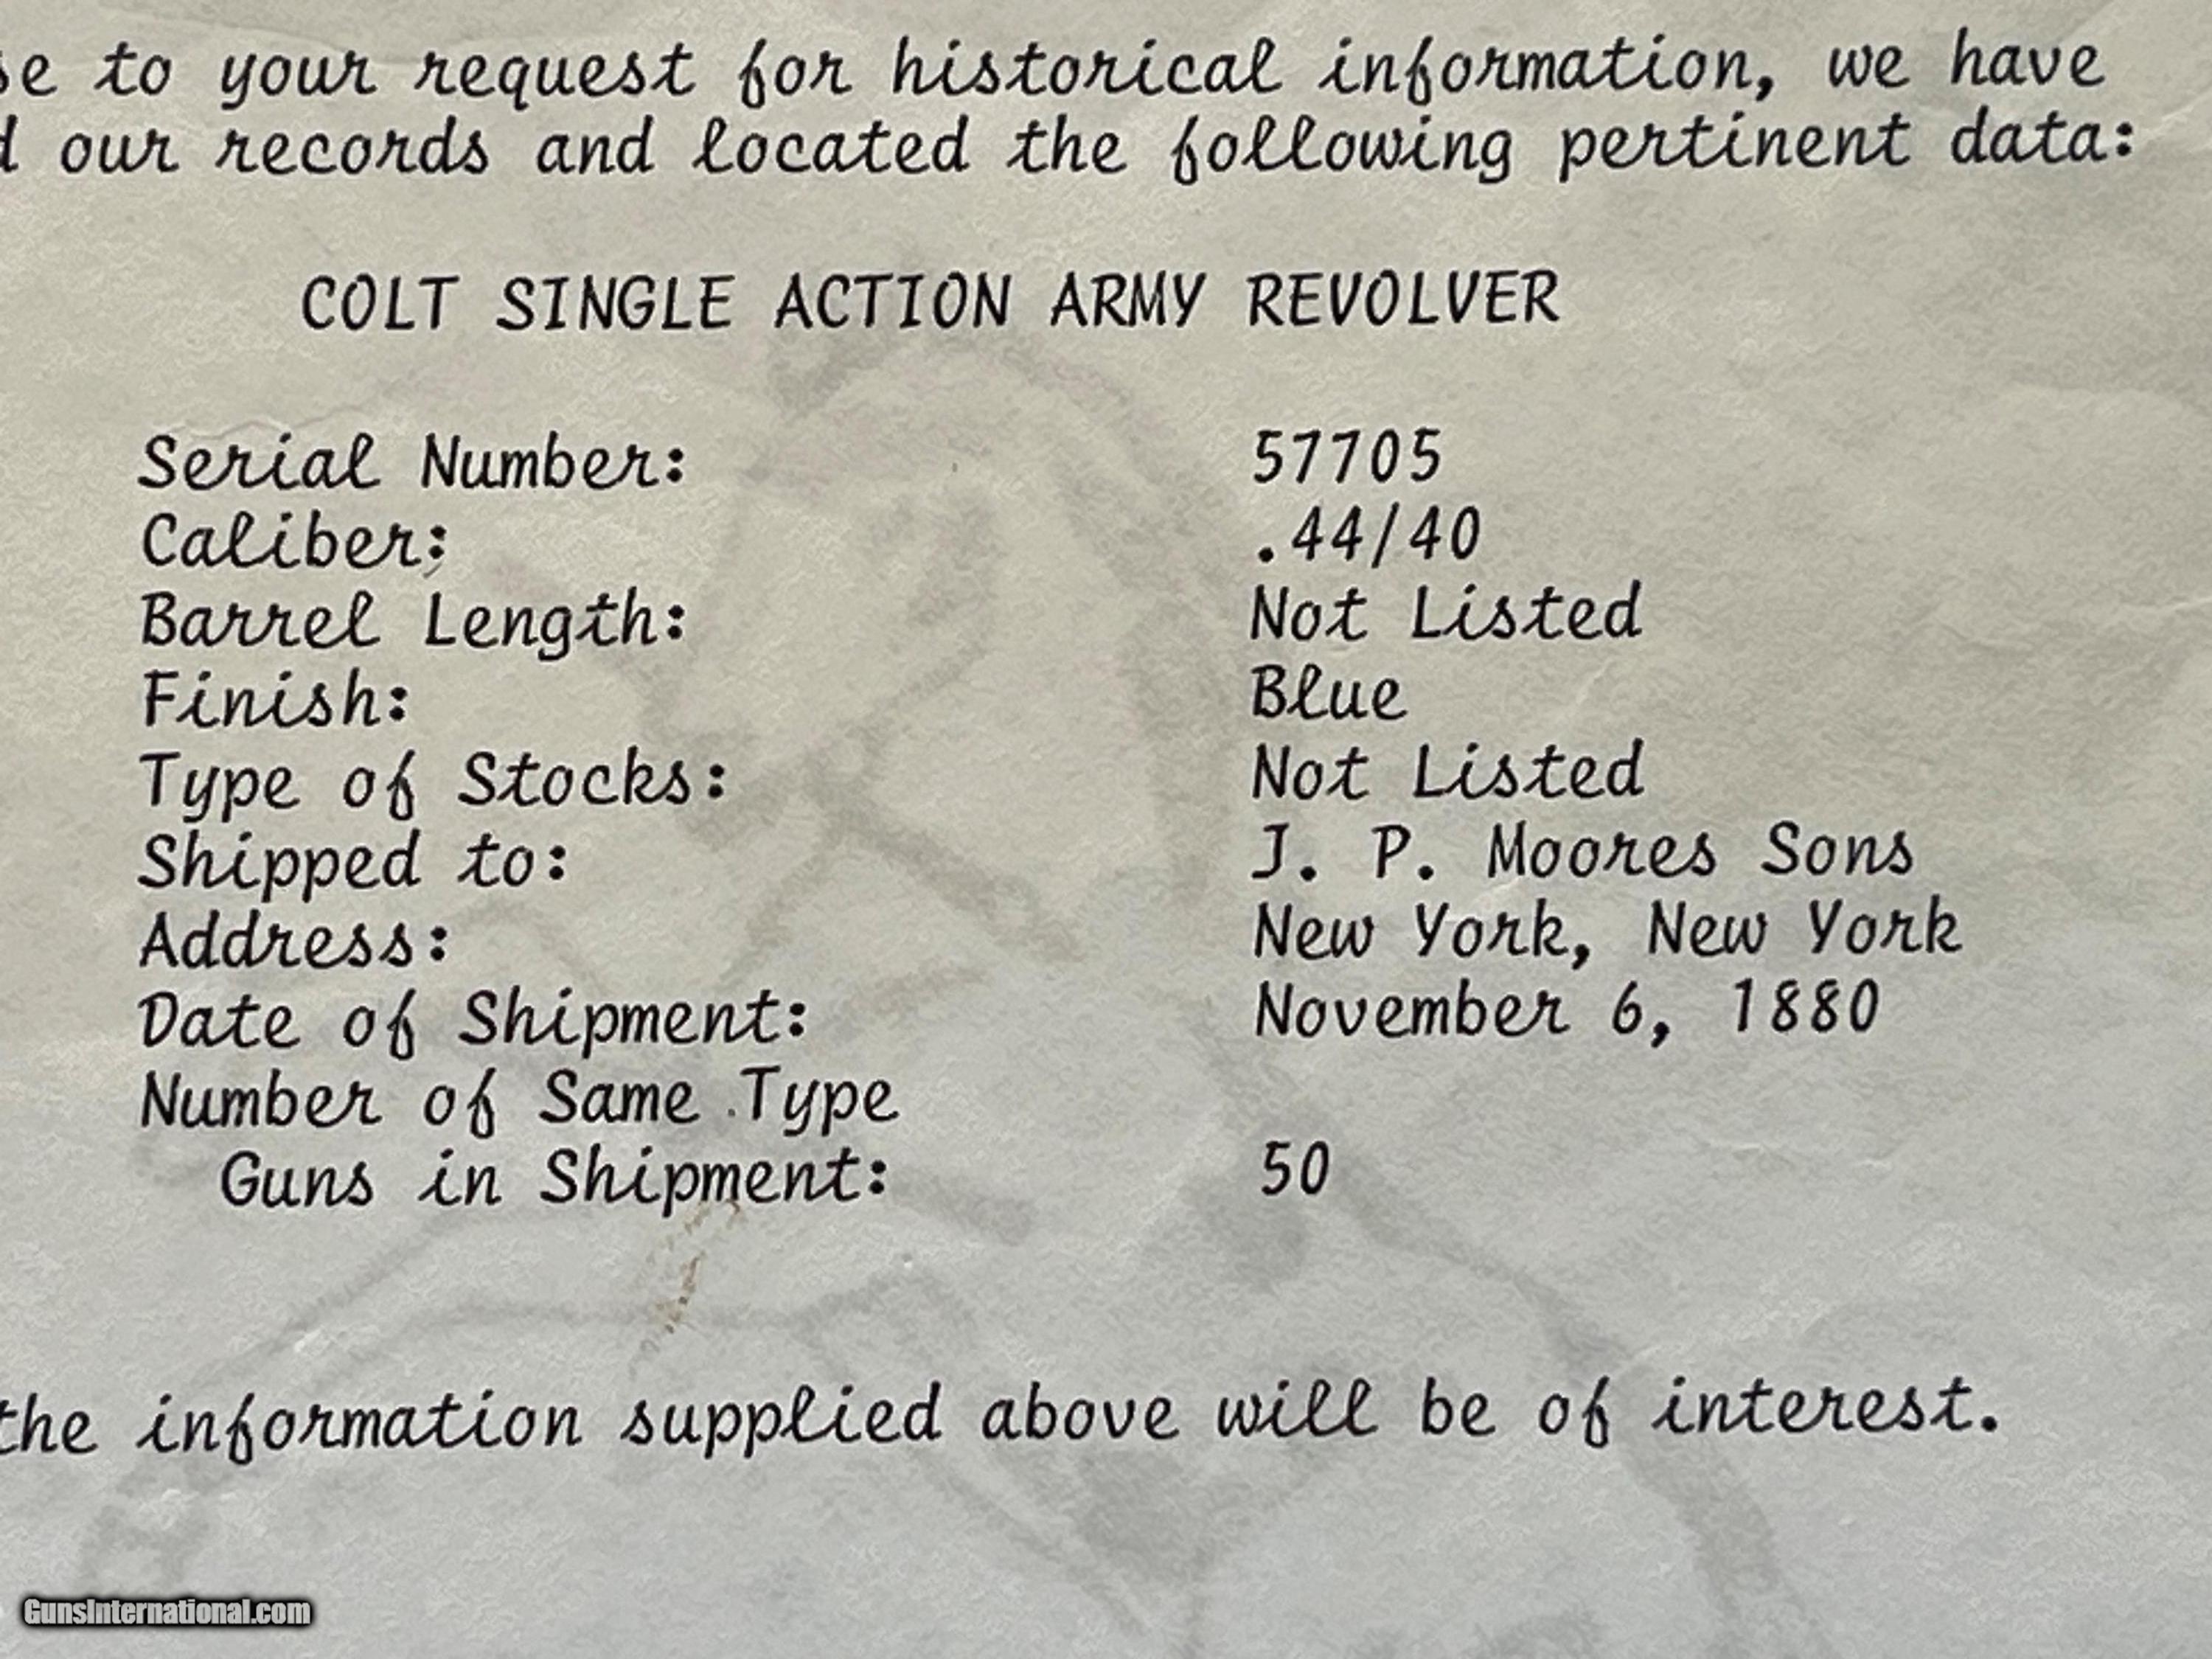 se to your request for historical information, we have
d our records and located the following pertinent data:
COLT SINGLE ACTION ARMY REVOLVER
Serial Number: 57705
Caliber: .44/40
Barrel Length: Not Listed
Finish: Blue
Type of Stocks: Not Listed
Shipped to: J. P. Moores Sons
Address: New York, New York
Date of Shipment: November 6, 1880
Number of Same Type
Guns in Shipment: 50
the information supplied above will be of interest.
GunsInternational.com